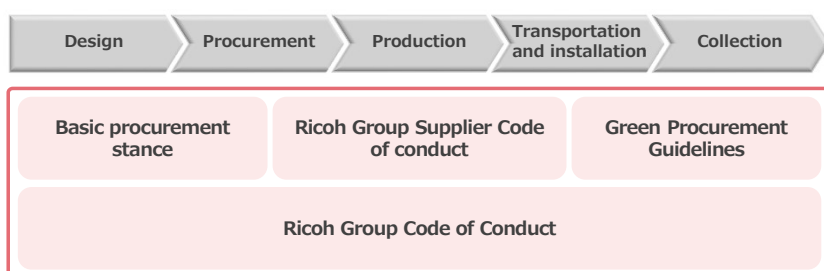 Design
Procurement
Production
Transportation
and installation
Collection
Basic procurement
stance
Ricoh Group Supplier Code
of conduct
Green Procurement
Guidelines
Ricoh Group Code of Conduct